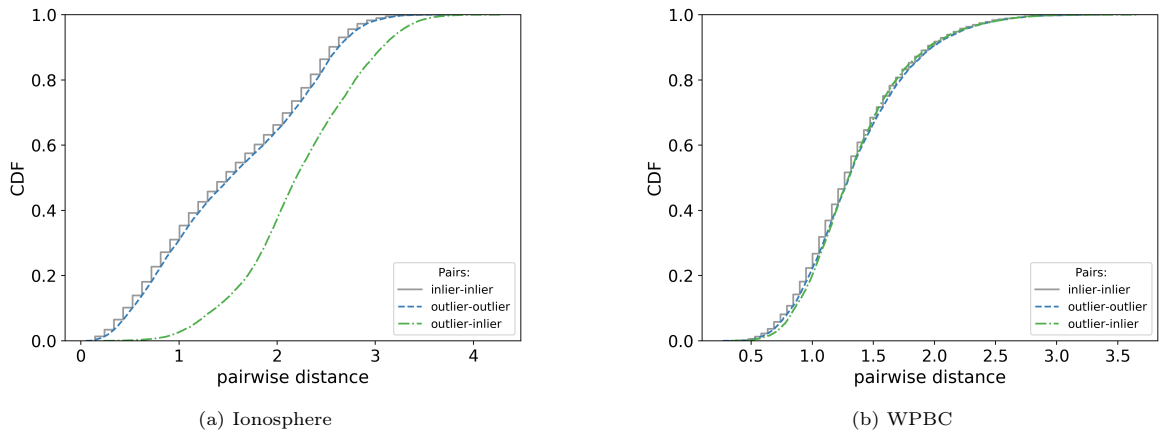 1.0
0.8
0.6
0.4
0.2
0.0
CDF
0 1 2 3 4
pairwise distance
Pairs:
inlier-inlier
outlier-outlier
outlier-inlier
(a) Ionosphere
1.0
0.8
0.6
0.4
0.2
0.0
CDF
0.5 1.0 1.5 2.0 2.5 3.0 3.5
pairwise distance
Pairs:
inlier-inlier
outlier-outlier
outlier-inlier
(b) WPBC